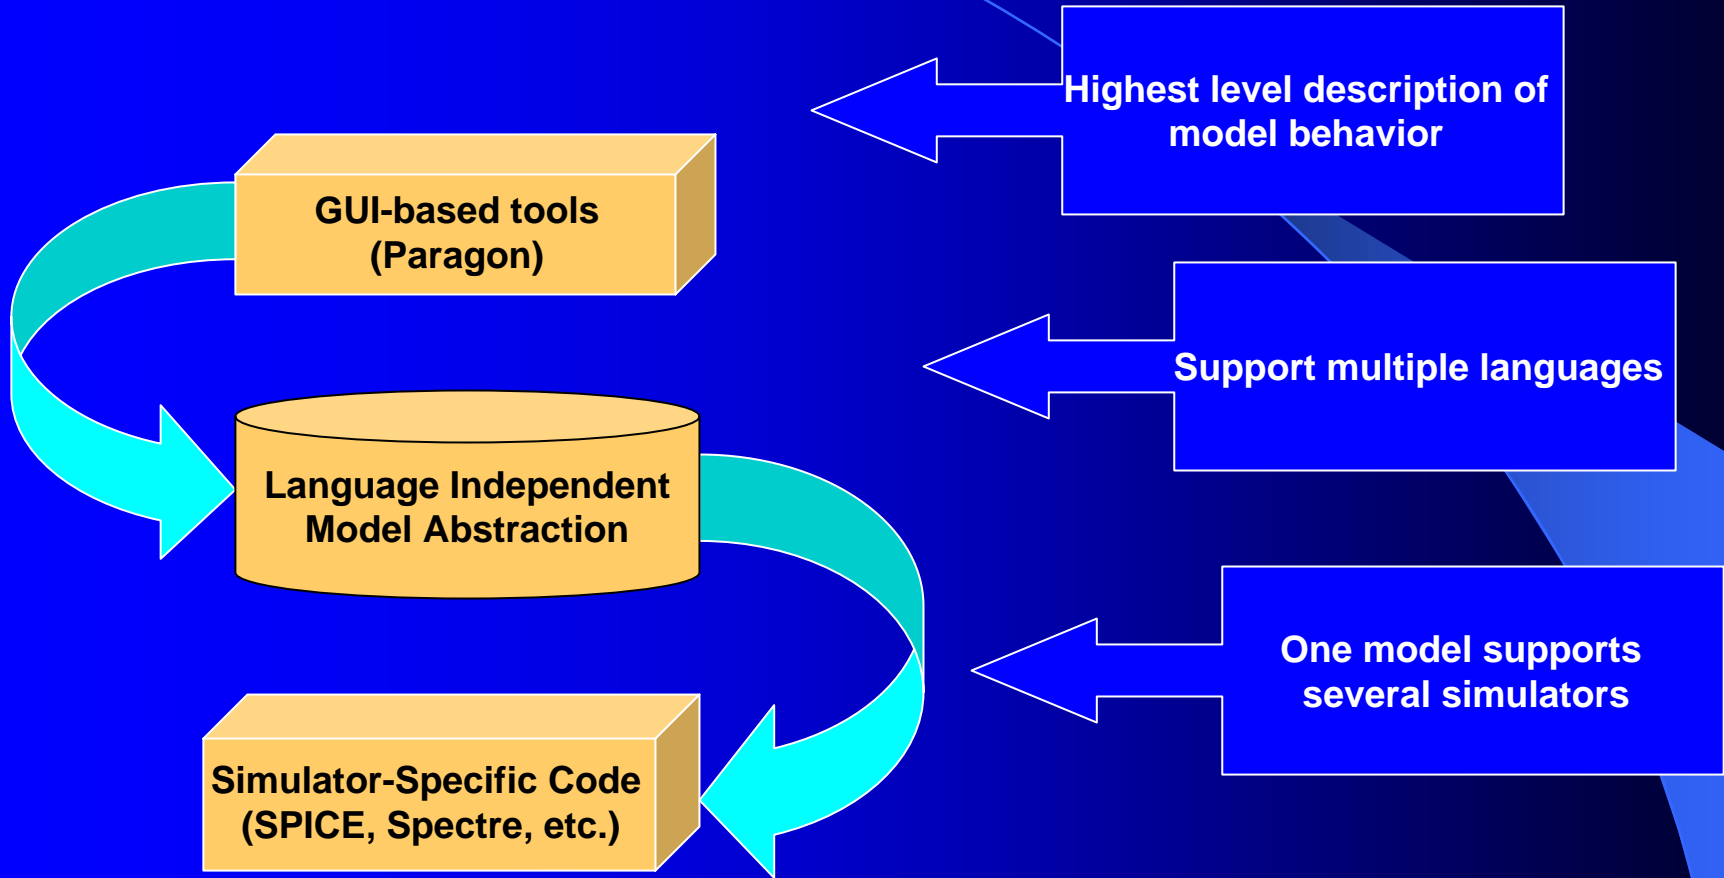 Highest level description of
model behavior
GUI-based tools
(Paragon)
Support multiple languages
Language Independent
Model Abstraction
One model supports
several simulators
Simulator-Specific Code
(SPICE, Spectre, etc.)